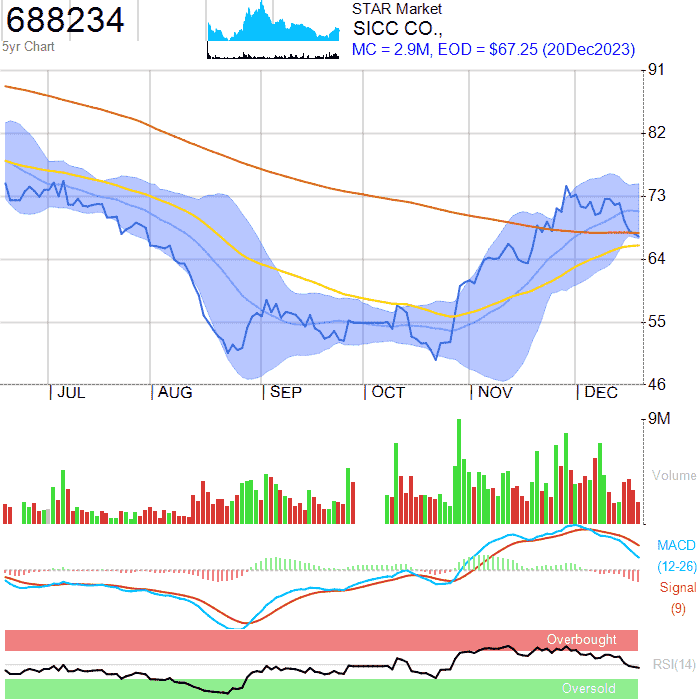 688234
5yr Chart
STAR Market
SICC CO.,
MC = 2.9M, EOD = $67.25 (20Dec2023)
91
82
73
64
55
46
JUL
AUG
SEP
OCT
NOV
DEC
9M
Volume
MACD
(12-26)
Signal
(9)
Overbought
RSI(14)
Oversold